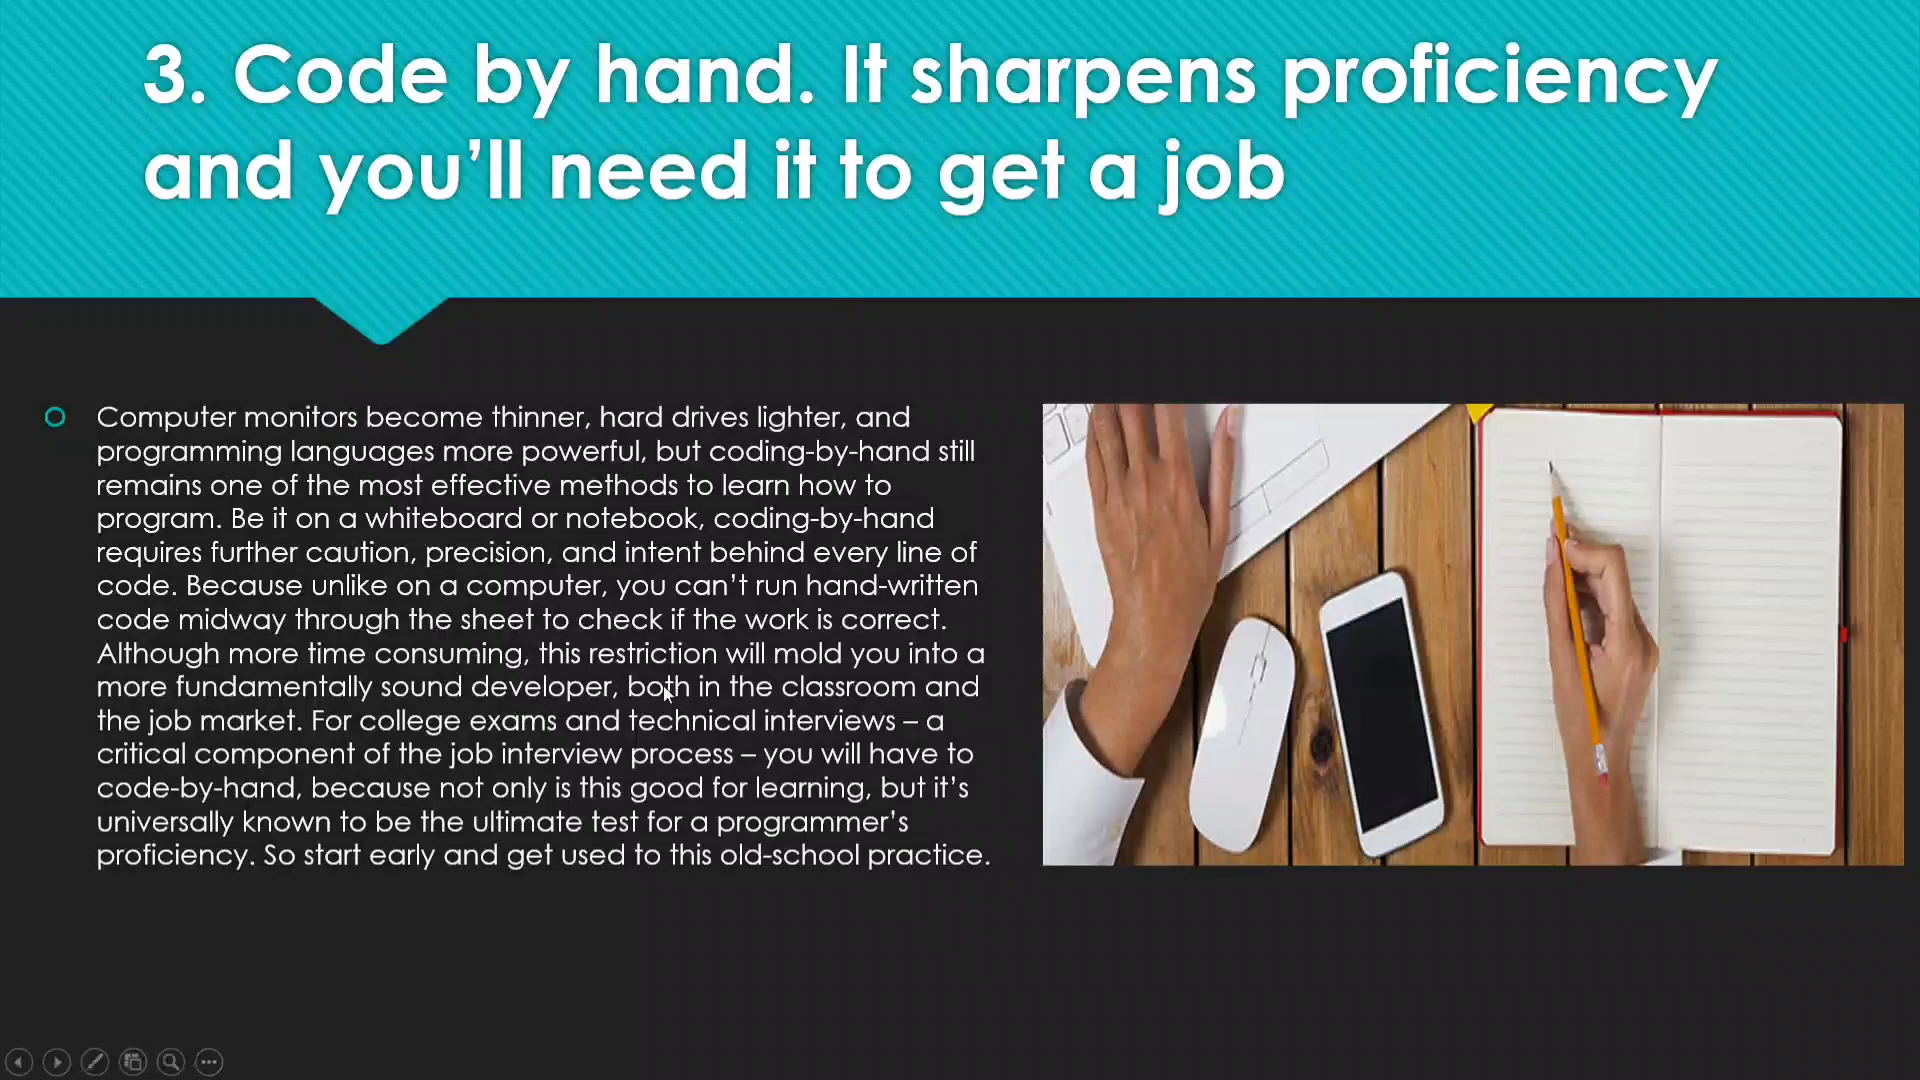 3. Code by hand. It sharpens proficiency
and you’ll need it to get a job
Computer monitors become thinner, hard drives lighter, and
programming languages more powerful, but coding-by-hand still
remains one of the most effective methods to learn how to
program. Be it on a whiteboard or notebook, coding-by-hand
requires further caution, precision, and intent behind every line of
code. Because unlike on a computer, you can’t run hand-written
code midway through the sheet to check if the work is correct.
Although more time consuming, this restriction will mold you into a
more fundamentally sound developer, both in the classroom and
the job market. For college exams and technical interviews – a
critical component of the job interview process – you will have to
code-by-hand, because not only is this good for learning, but it’s
universally known to be the ultimate test for a programmer’s
proficiency. So start early and get used to this old-school practice.